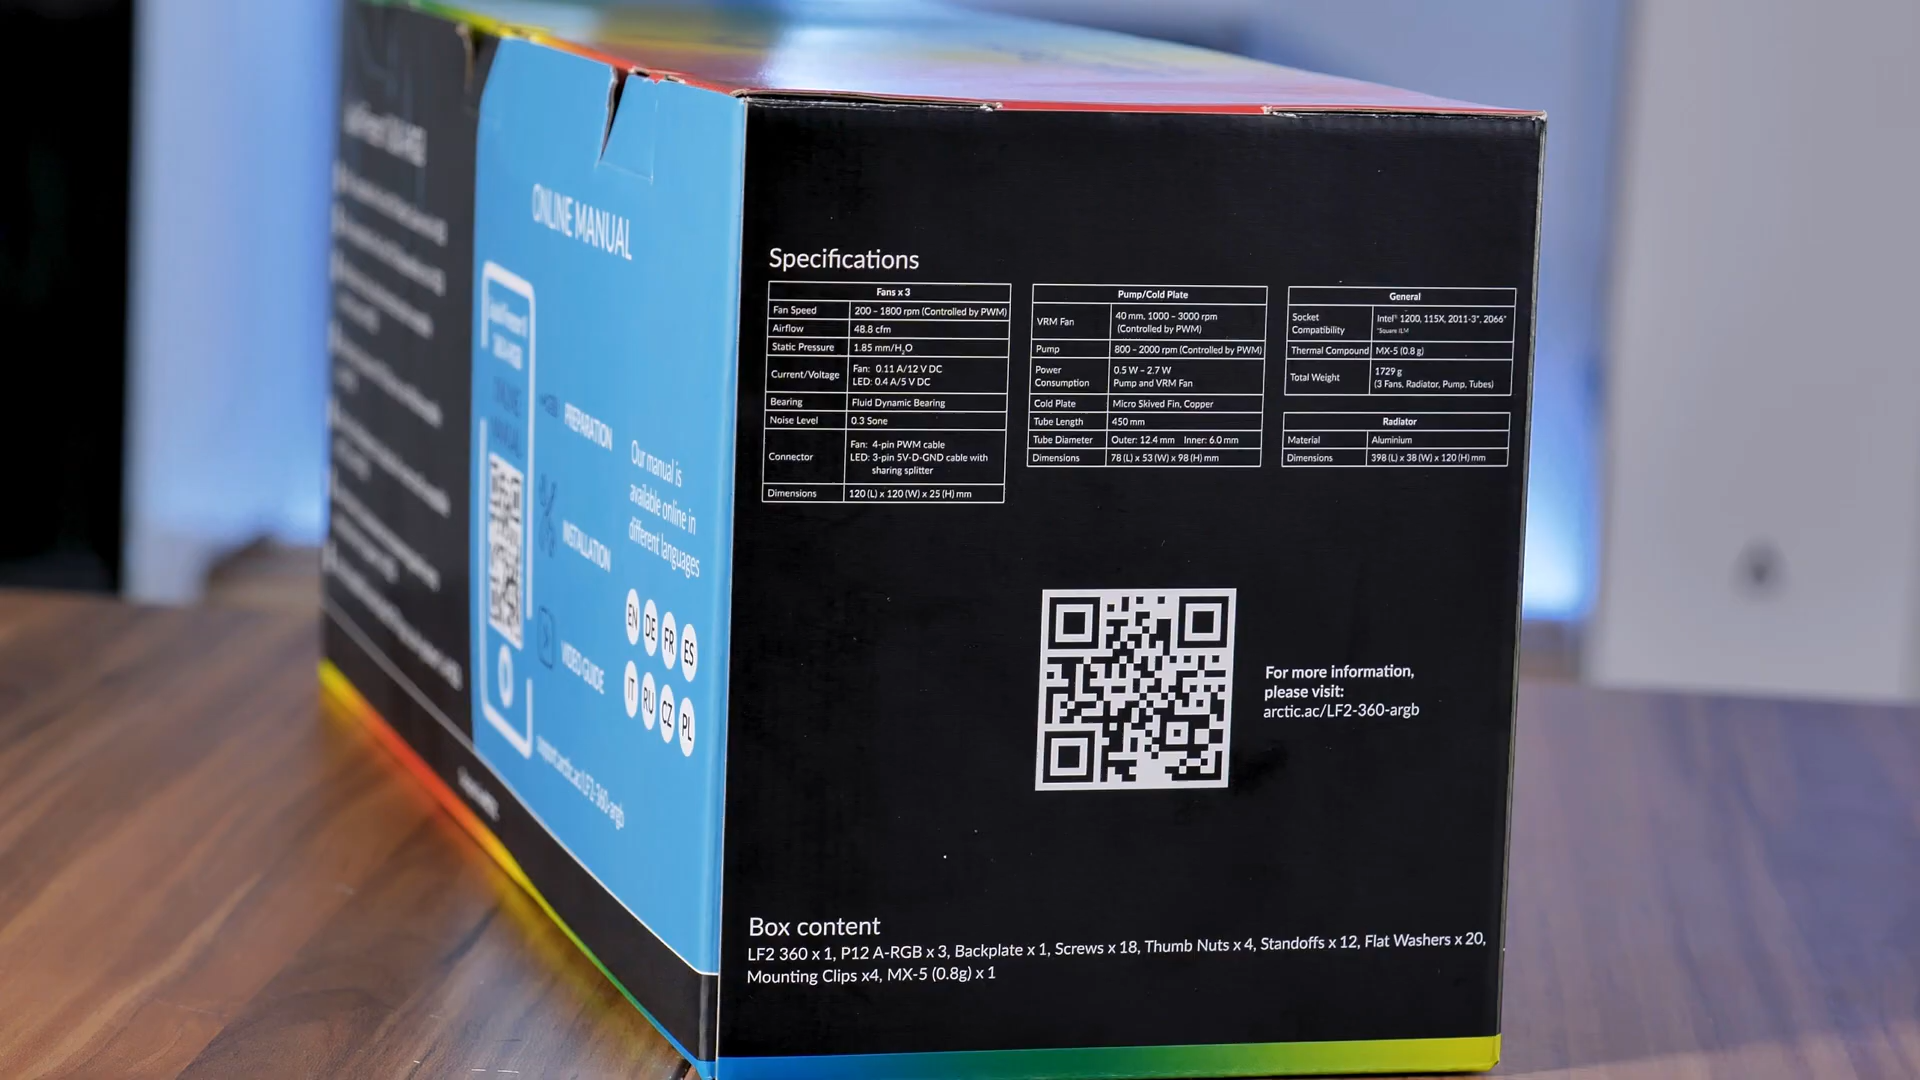 ONLINE MANUAL
PREPARATION
INSTALLATION
VIDEO GUIDE
Our manual is
available online in
different languages
EN DE FR ES
IT RU CZ PL
support.arctic.ac/LF2-360-argb
Specifications
Fans x 3
Fan Speed 200 – 1800 rpm (Controlled by PWM)
Airflow 48.8 cfm
Static Pressure 1.85 mm/H₂O
Current/Voltage Fan: 0.11 A/12 V DC
LED: 0.4 A/5 V DC
Bearing Fluid Dynamic Bearing
Noise Level 0.3 Sone
Connector Fan: 4-pin PWM cable
LED: 3-pin 5V-D-GND cable with
sharing splitter
Dimensions 120 (L) x 120 (W) x 25 (H) mm
Pump/Cold Plate
VRM Fan 40 mm. 1000 – 3000 rpm
(Controlled by PWM)
Pump 800 – 2000 rpm (Controlled by PWM)
Power
Consumption 0.5 W – 2.7 W
Pump and VRM Fan
Cold Plate Micro Skived Fin, Copper
Tube Length 450 mm
Tube Diameter Outer: 12.4 mm Inner: 6.0 mm
Dimensions 78 (L) x 53 (W) x 98 (H) mm
General
Socket
Compatibility Intel® 1200, 115X, 2011-3*, 2066*
*Square ILM
Thermal Compound MX-5 (0.8 g)
Total Weight 1729 g
(3 Fans, Radiator, Pump, Tubes)
Radiator
Material Aluminium
Dimensions 398 (L) x 38 (W) x 120 (H) mm
For more information,
please visit:
arctic.ac/LF2-360-argb
Box content
LF2 360 x 1, P12 A-RGB x 3, Backplate x 1, Screws x 18, Thumb Nuts x 4, Standoffs x 12, Flat Washers x 20,
Mounting Clips x4, MX-5 (0.8g) x 1